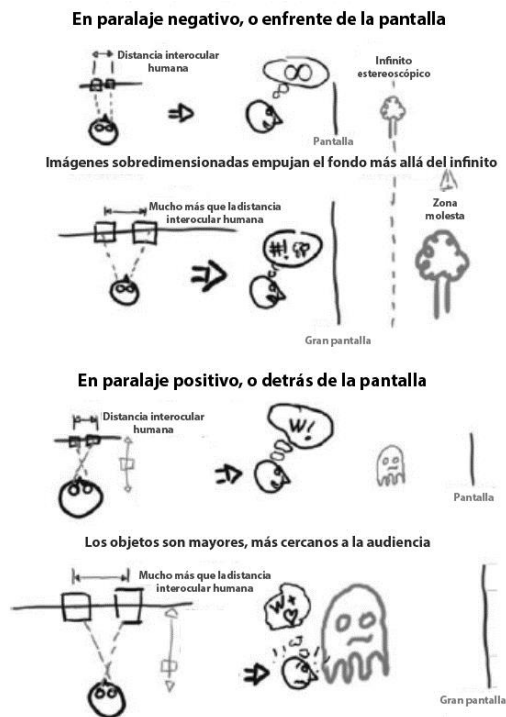 En paralaje negativo, o enfrente de la pantalla
Distancia interocular
humana
Infinito
estereoscópico
Pantalla
Imágenes sobredimensionadas empujan el fondo más allá del infinito
Mucho más que la distancia
interocular humana
Zona
molesta
#!
Gran pantalla
En paralaje positivo, o detrás de la pantalla
Distancia interocular
humana
W!
Pantalla
Los objetos son mayores, más cercanos a la audiencia
Mucho más que la distancia
interocular humana
W
Gran pantalla